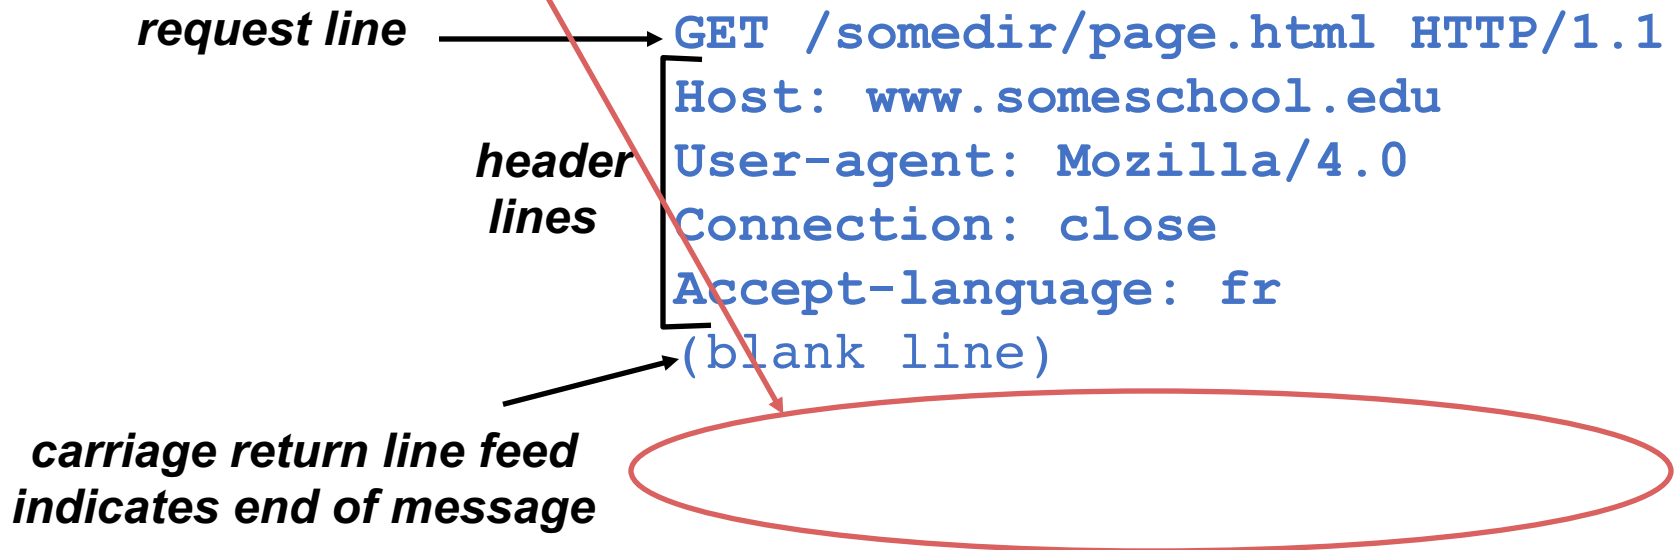 request line
GET /somedir/page.html HTTP/1.1
Host: www.someschool.edu
User-agent: Mozilla/4.0
header
lines
Connection: close
Accept-language: fr
(blank line)
carriage return line feed
indicates end of message